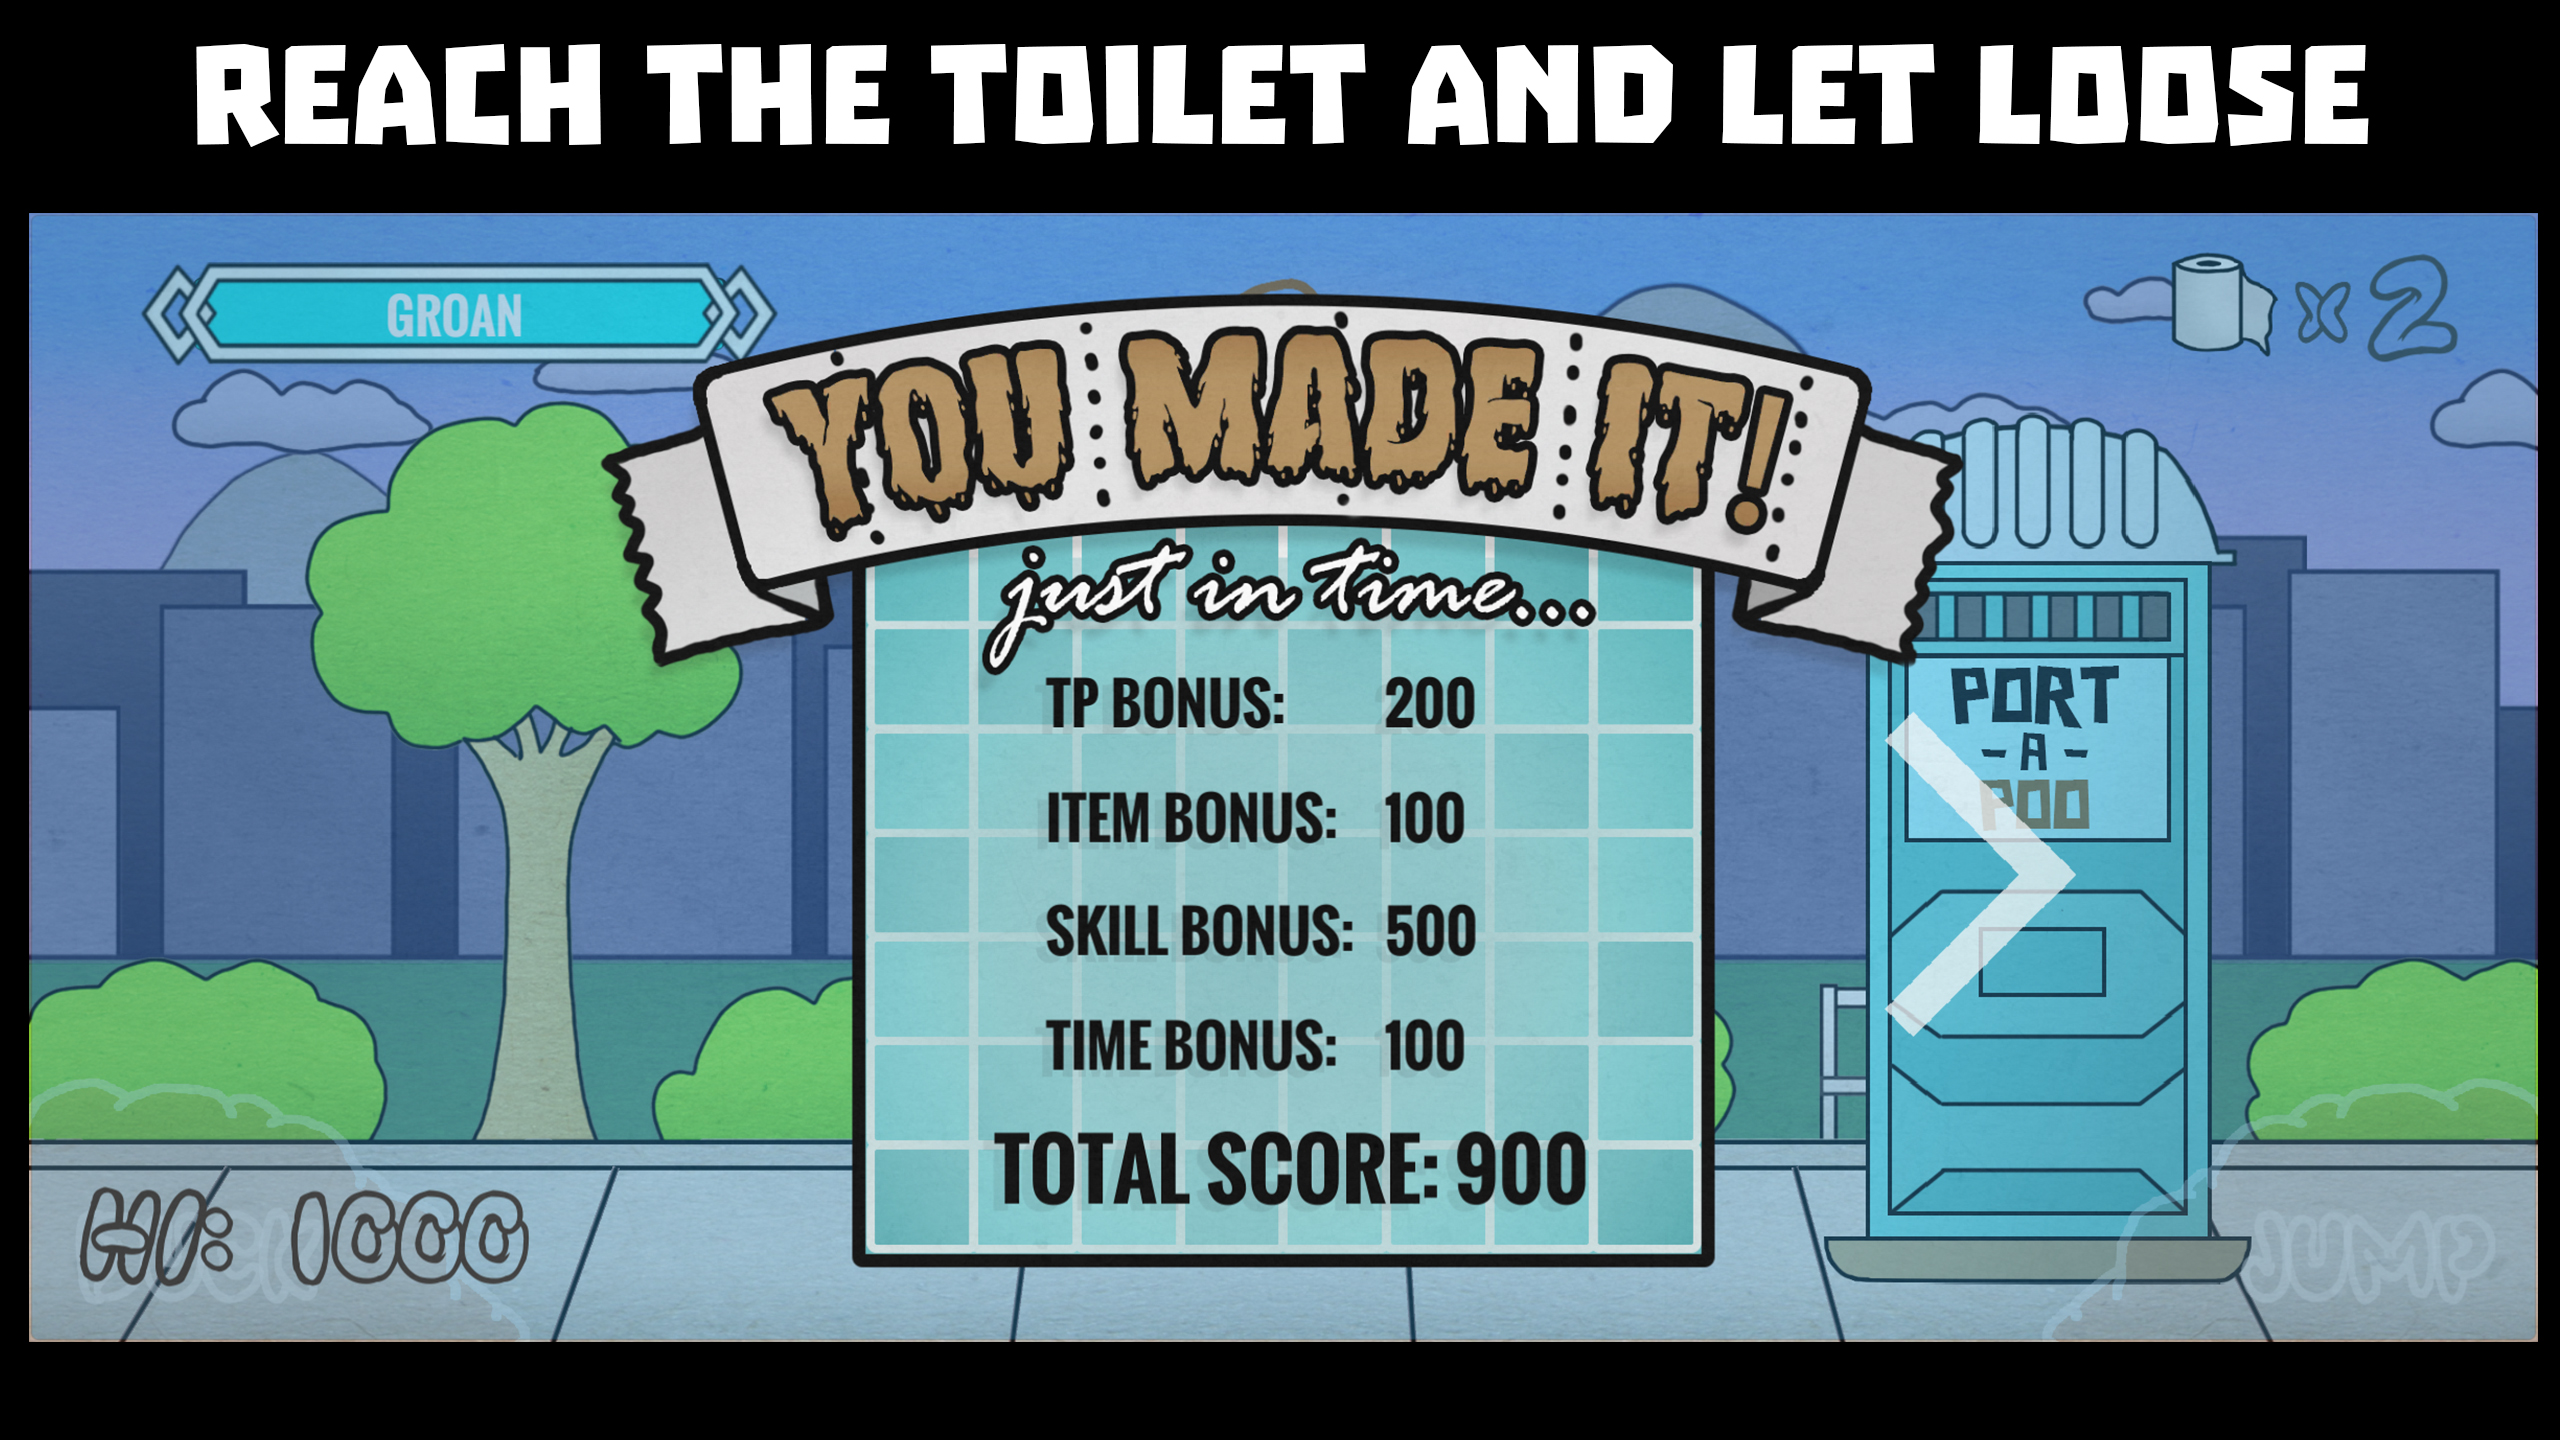 REACH THE TOILET AND LET LOOSE
GROAN
x2
YOU MADE IT!
just in time...
TP BONUS: 200
ITEM BONUS: 100
SKILL BONUS: 500
TIME BONUS: 100
TOTAL SCORE: 900
PORT
-A-
POO
HI: 1000
JUMP